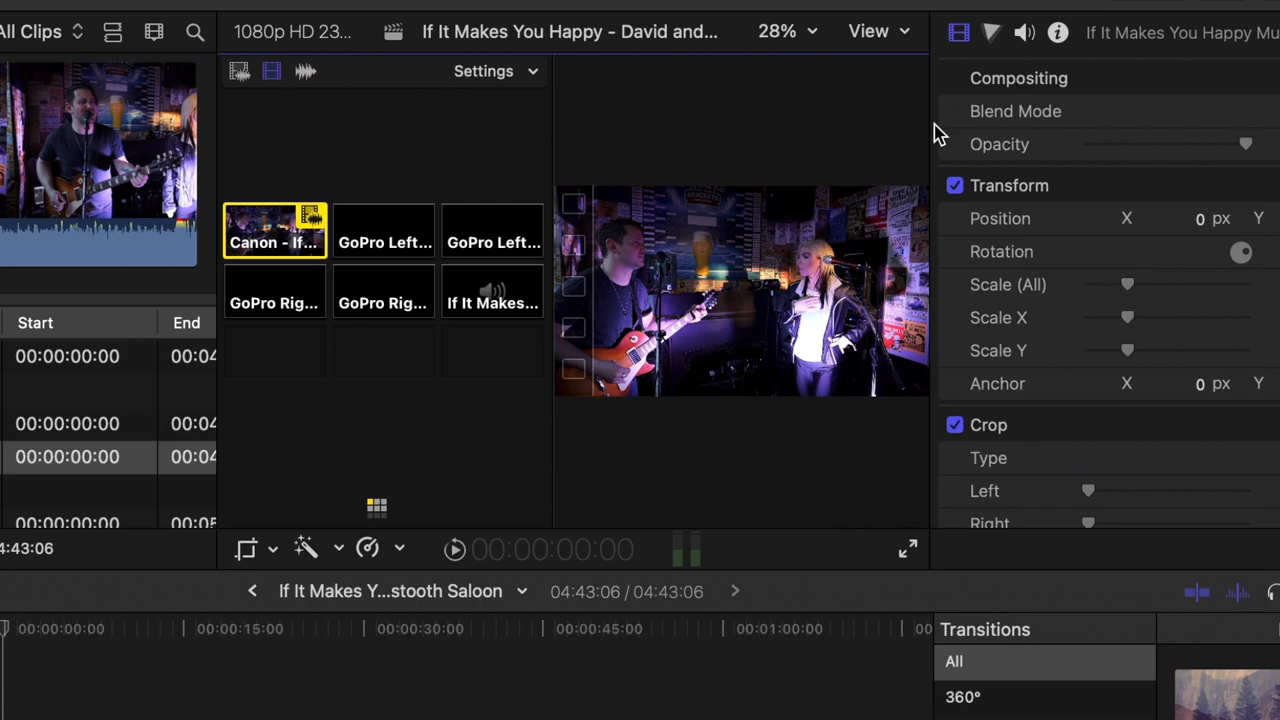 All Clips
1080p HD 23...
If It Makes You Happy - David and...
28%
View
If It Makes You Happy Mu
Settings
Canon - If...
GoPro Left...
GoPro Left...
GoPro Rig...
GoPro Rig...
If It Makes...
Start
End
00:00:00:00
00:04
00:00:00:00
00:04
00:00:00:00
00:04
00:00:00:00
00:05
4:43:06
00:00:00:00
Compositing
Blend Mode
Opacity
Transform
Position X 0 px Y
Rotation
Scale (All)
Scale X
Scale Y
Anchor X 0 px Y
Crop
Type
Left
Right
If It Makes Y...stooth Saloon
04:43:06 / 04:43:06
00:00:00:00
00:00:15:00
00:00:30:00
00:00:45:00
00:01:00:00
00
Transitions
All
360°